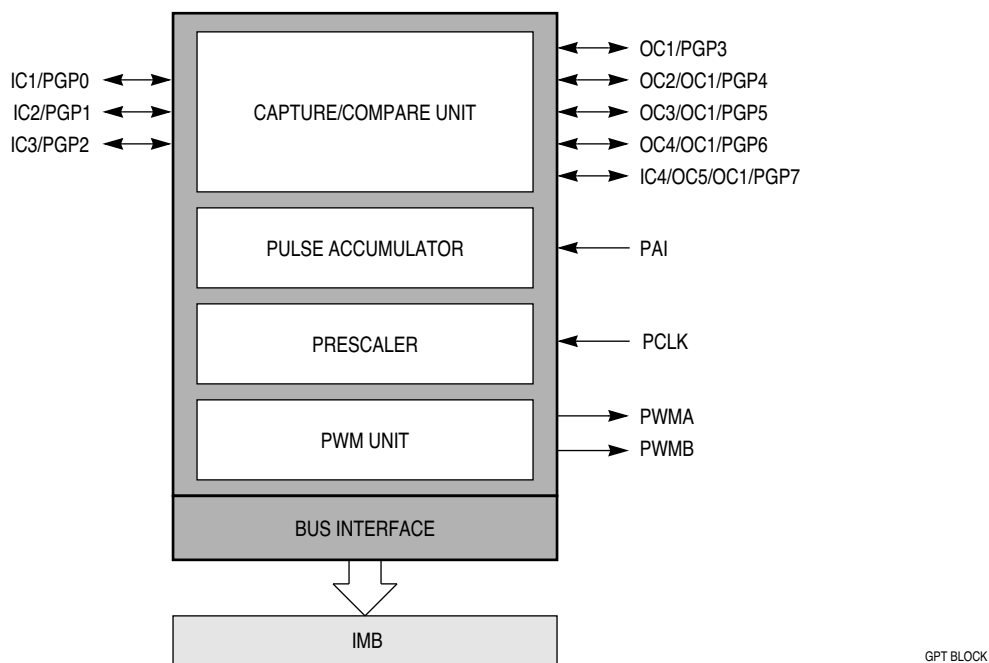 IC1/PGP0
IC2/PGP1
IC3/PGP2
CAPTURE/COMPARE UNIT
OC1/PGP3
OC2/OC1/PGP4
OC3/OC1/PGP5
OC4/OC1/PGP6
IC4/OC5/OC1/PGP7
PULSE ACCUMULATOR
PAI
PRESCALER
PCLK
PWM UNIT
PWMA
PWMB
BUS INTERFACE
IMB
GPT BLOCK